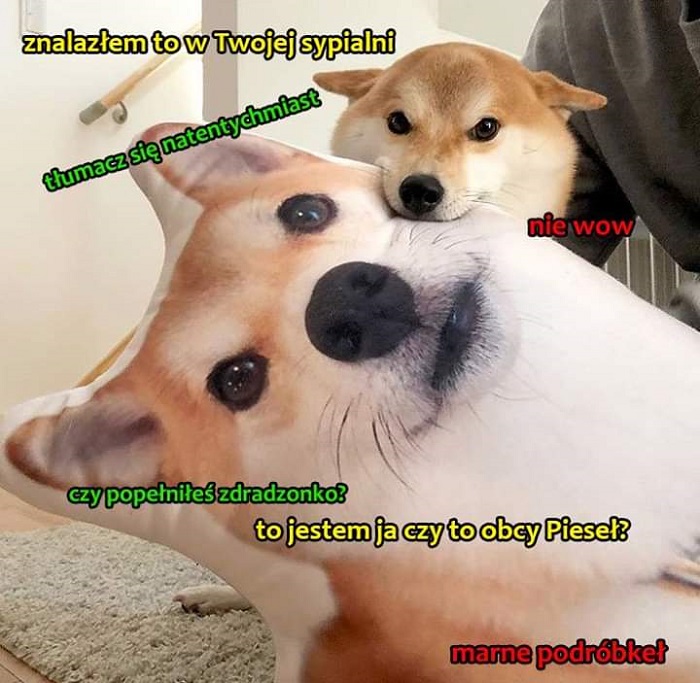 znalazłem to w Twojej sypialni
tłumacz się natentychmiast
nie wow
czy popełniłeś zdradzonko?
to jestem ja czy to obcy Pieseł?
marne podróbkeł